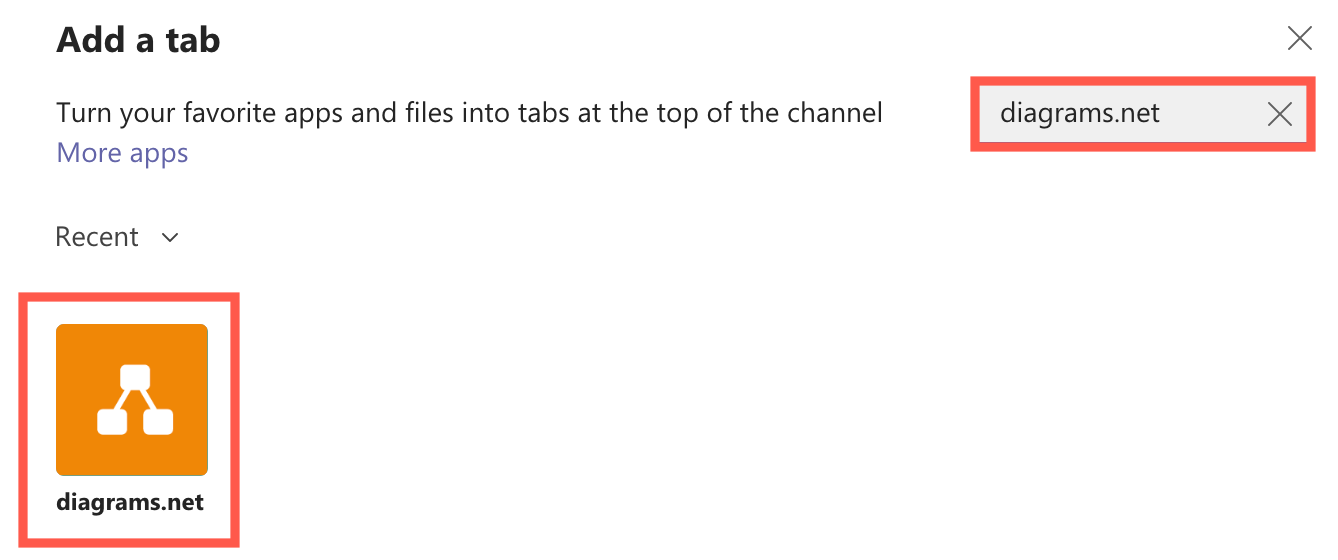 Add a tab
Turn your favorite apps and files into tabs at the top of the channel
diagrams.net
More apps
Recent
diagrams.net